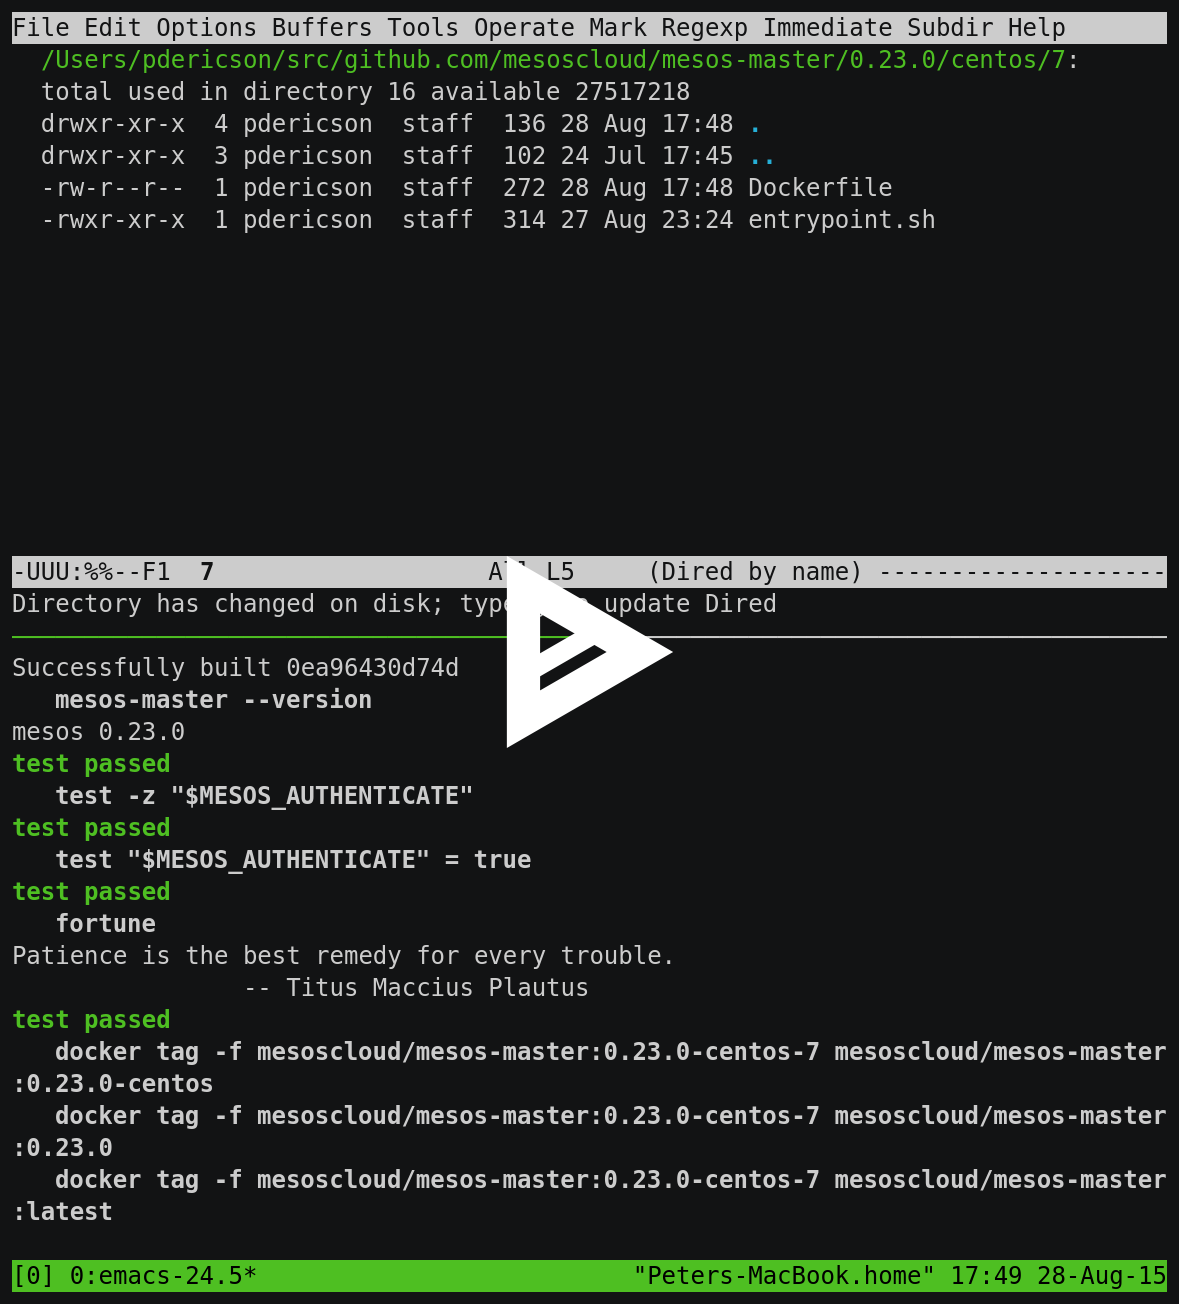 File Edit Options Buffers Tools Operate Mark Regexp Immediate Subdir Help
/Users/pdericson/src/github.com/mesoscloud/mesos-master/0.23.0/centos/7:
total used in directory 16 available 27517218
drwxr-xr-x  4 pdericson  staff  136 28 Aug 17:48 .
drwxr-xr-x  3 pdericson  staff  102 24 Jul 17:45 ..
-rw-r--r--  1 pdericson  staff  272 28 Aug 17:48 Dockerfile
-rwxr-xr-x  1 pdericson  staff  314 27 Aug 23:24 entrypoint.sh
-UUU:%%--F1  7                   L5     (Dired by name) --------------------
Directory has changed on disk; type update Dired
Successfully built 0ea96430d74d
   mesos-master --version
mesos 0.23.0
test passed
   test -z "$MESOS_AUTHENTICATE"
test passed
   test "$MESOS_AUTHENTICATE" = true
test passed
   fortune
Patience is the best remedy for every trouble.
                -- Titus Maccius Plautus
test passed
   docker tag -f mesoscloud/mesos-master:0.23.0-centos-7 mesoscloud/mesos-master
:0.23.0-centos
   docker tag -f mesoscloud/mesos-master:0.23.0-centos-7 mesoscloud/mesos-master
:0.23.0
   docker tag -f mesoscloud/mesos-master:0.23.0-centos-7 mesoscloud/mesos-master
:latest
[0] 0:emacs-24.5*                          "Peters-MacBook.home" 17:49 28-Aug-15